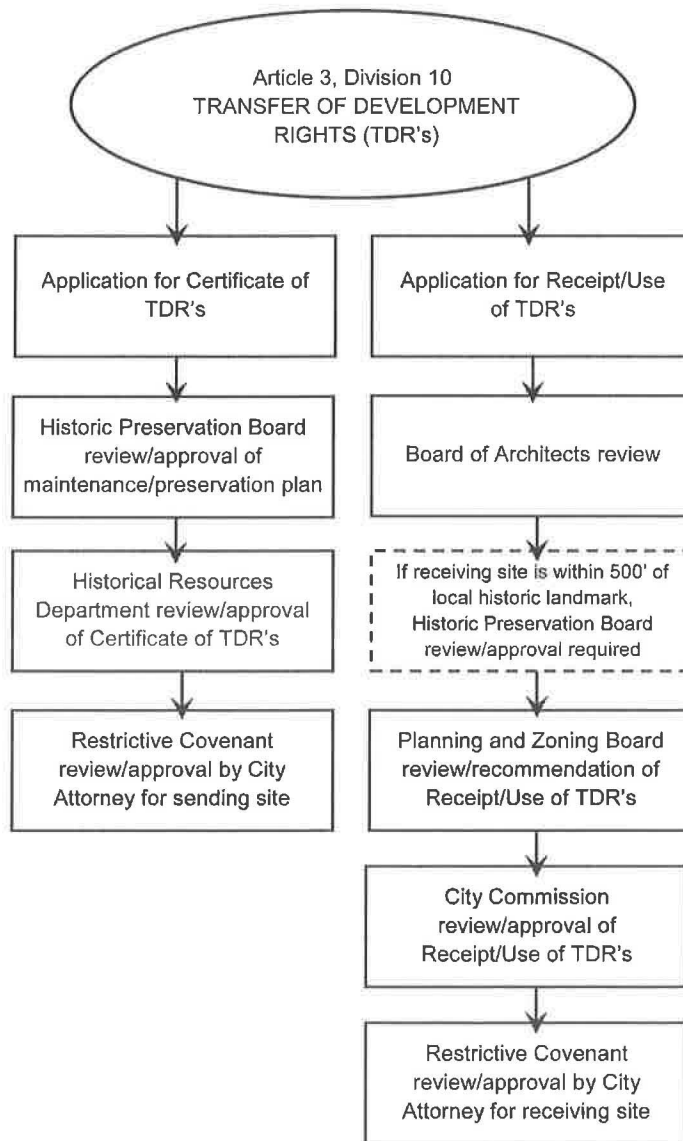 Article 3, Division 10
TRANSFER OF DEVELOPMENT
RIGHTS (TDR's)
Application for Certificate of
TDR's
Historic Preservation Board
review/approval of
maintenance/preservation plan
Historical Resources
Department review/approval
of Certificate of TDR's
Restrictive Covenant
review/approval by City
Attorney for sending site
Application for Receipt/Use
of TDR's
Board of Architects review
If receiving site is within 500' of
local historic landmark,
Historic Preservation Board
review/approval required
Planning and Zoning Board
review/recommendation of
Receipt/Use of TDR's
City Commission
review/approval of
Receipt/Use of TDR's
Restrictive Covenant
review/approval by City
Attorney for receiving site